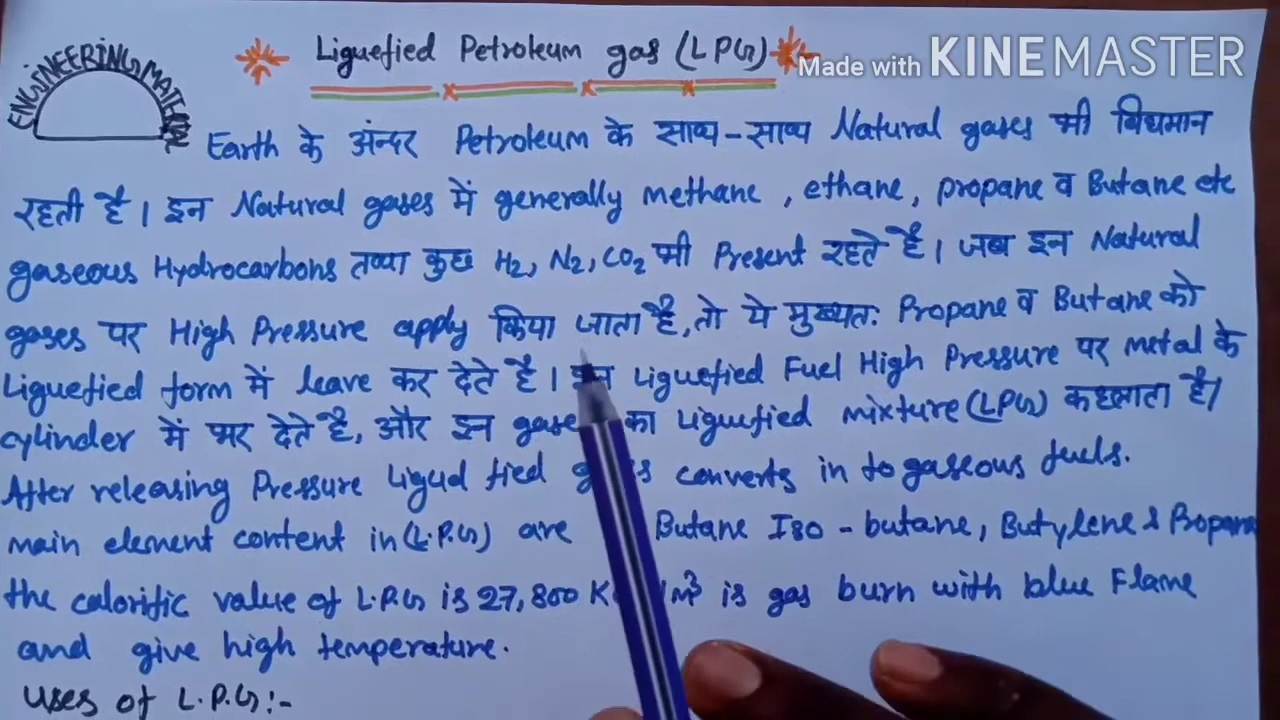 ENGINEERING MATER
Liquefied Petroleum gas (LPG)
Made with KINEMASTER
Earth के अंन्दर Petroleum के साथ-साथ Natural gases भी विद्यमान
रहती है। इन Natural gases में generally methane, ethane, propane व Butane etc
gaseous Hydrocarbons तथा कुछ H2, N2, CO2 भी Present रहते है। जब इन Natural
gases पर High Pressure apply किया जाता है, तो ये मुख्यतः Propane व Butane को
Liquefied form में leave कर देते है। इन Liquefied Fuel High Pressure पर metal के
cylinder में भर देते है, और इन gases का Liquefied mixture (LPG) कहलाता है।
After releasing Pressure Liqud fied converts in to gaseous fuels.
main element content in (L.P.G) are Butane Iso-butane, Butylene & Propane
the calorific value of L.P.G is 27,800 /m³ is gas burn with blue Flame
and give high temperature.
Uses of L.P.G:-